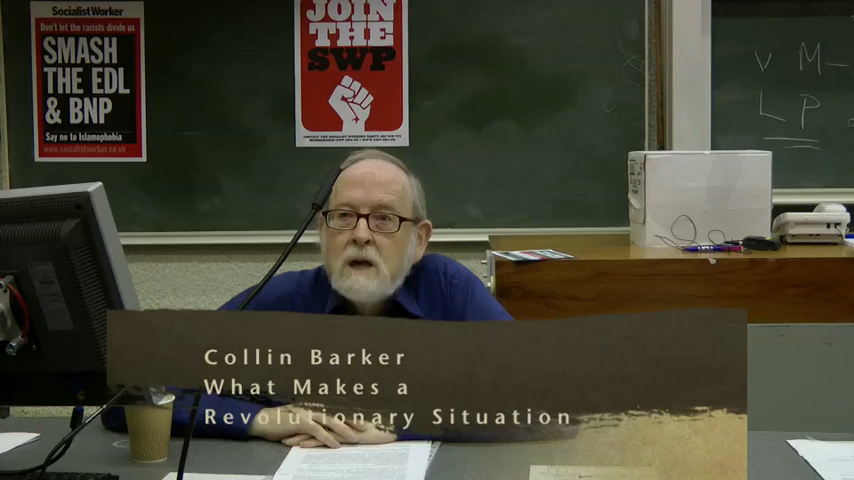 Socialist Worker
Don't let the racists divide us
SMASH
THE EDL
& BNP
Say no to Islamophobia
www.socialistworker.co.uk
JOIN
THE
SWP
V M-
L P.
Collin Barker
What Makes a
Revolutionary Situation